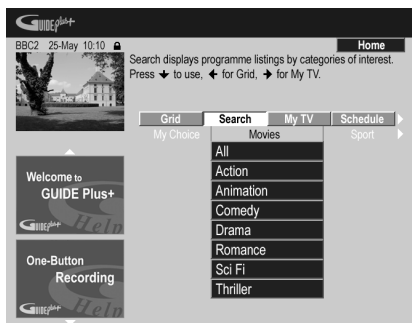 GUIDE Plus+
BBC2 25-May 10:10
Home
Search displays programme listings by categories of interest.
Press ↓ to use, ← for Grid, → for My TV.
Grid Search My TV Schedule
My Choice Movies Sport
All
Action
Animation
Comedy
Drama
Romance
Sci Fi
Thriller
Welcome to
GUIDE Plus+
Help
GUIDE Plus+
One-Button
Recording
Help
GUIDE Plus+